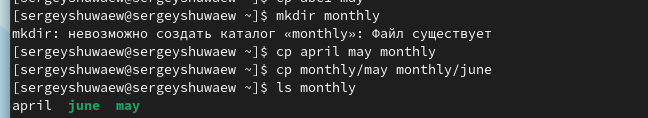 [sergeyshuwaew@sergeyshuwaew ~]$ cp abc1 may
[sergeyshuwaew@sergeyshuwaew ~]$ mkdir monthly
mkdir: невозможно создать каталог «monthly»: Файл существует
[sergeyshuwaew@sergeyshuwaew ~]$ cp april may monthly
[sergeyshuwaew@sergeyshuwaew ~]$ cp monthly/may monthly/june
[sergeyshuwaew@sergeyshuwaew ~]$ ls monthly
april june may